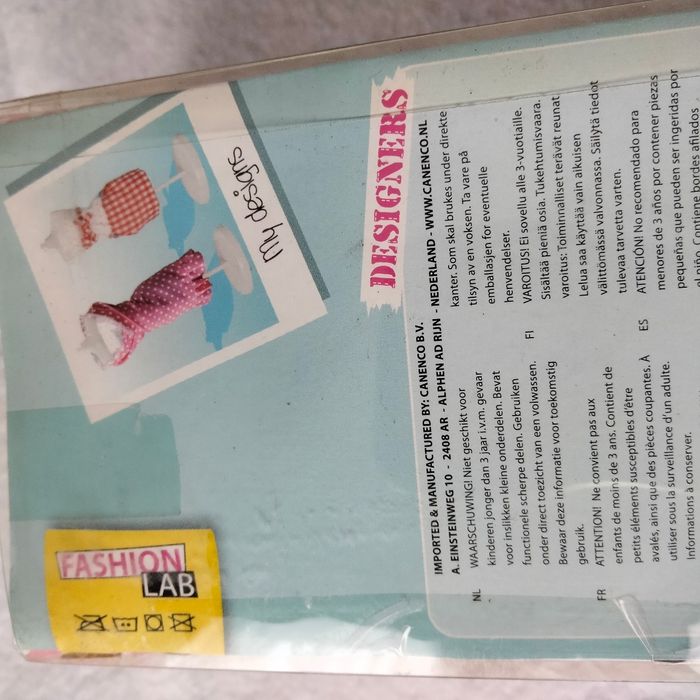 My designs
DESIGNERS
FASHION
LAB
IMPORTED & MANUFACTURED BY: CANENCO B.V.
A. EINSTEINWEG 10 - 2408 AR - ALPHEN AD RIJN - NEDERLAND - WWW.CANENCO.NL
NL
WAARSCHUWING! Niet geschikt voor
kinderen jonger dan 3 jaar i.v.m. gevaar
voor inslikken kleine onderdelen. Bevat
functionele scherpe delen. Gebruiken
onder direct toezicht van een volwassen.
Bewaar deze informatie voor toekomstig
gebruik.
FR
ATTENTION! Ne convient pas aux
enfants de moins de 3 ans. Contient de
petits éléments susceptibles d'être
avalés, ainsi que des pièces coupantes. À
utiliser sous la surveillance d'un adulte.
Informations à conserver.
kanter. Som skal brukes under direkte
tilsyn av en voksen. Ta vare på
emballasjen for eventuelle
henvendelser.
FI
VAROITUS! Ei sovellu alle 3-vuotiaille.
Sisältää pieniä osia. Tukehtumisvaara.
varoitus: Toiminnalliset terävät reunat
Lelua saa käyttää vain aikuisen
välittömässä valvonnassa. Säilytä tiedot
tulevaa tarvetta varten.
ES
ATENCIÓN! No recomendado para
menores de 3 años por contener piezas
pequeñas que pueden ser ingeridas por
el niño. Contiene bordes afilados